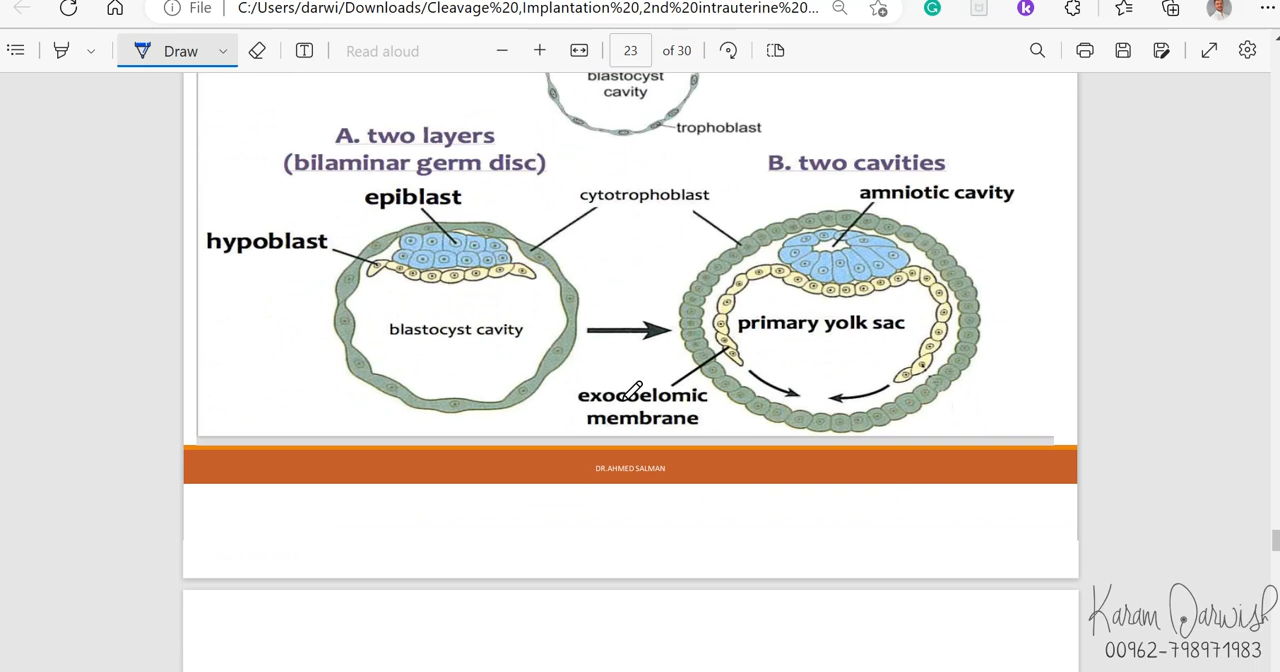 File
C:/Users/darwi/Downloads/Cleavage%20,Implantation%20,2nd%20intrauterine%20...
Draw
Read aloud
23
of 30
blastocyst
cavity
trophoblast
A. two layers
(bilaminar germ disc)
B. two cavities
epiblast
cytotrophoblast
amniotic cavity
hypoblast
blastocyst cavity
primary yolk sac
exocoelomic
membrane
DR.AHMED SALMAN
Karam Darwish
00962-798971983